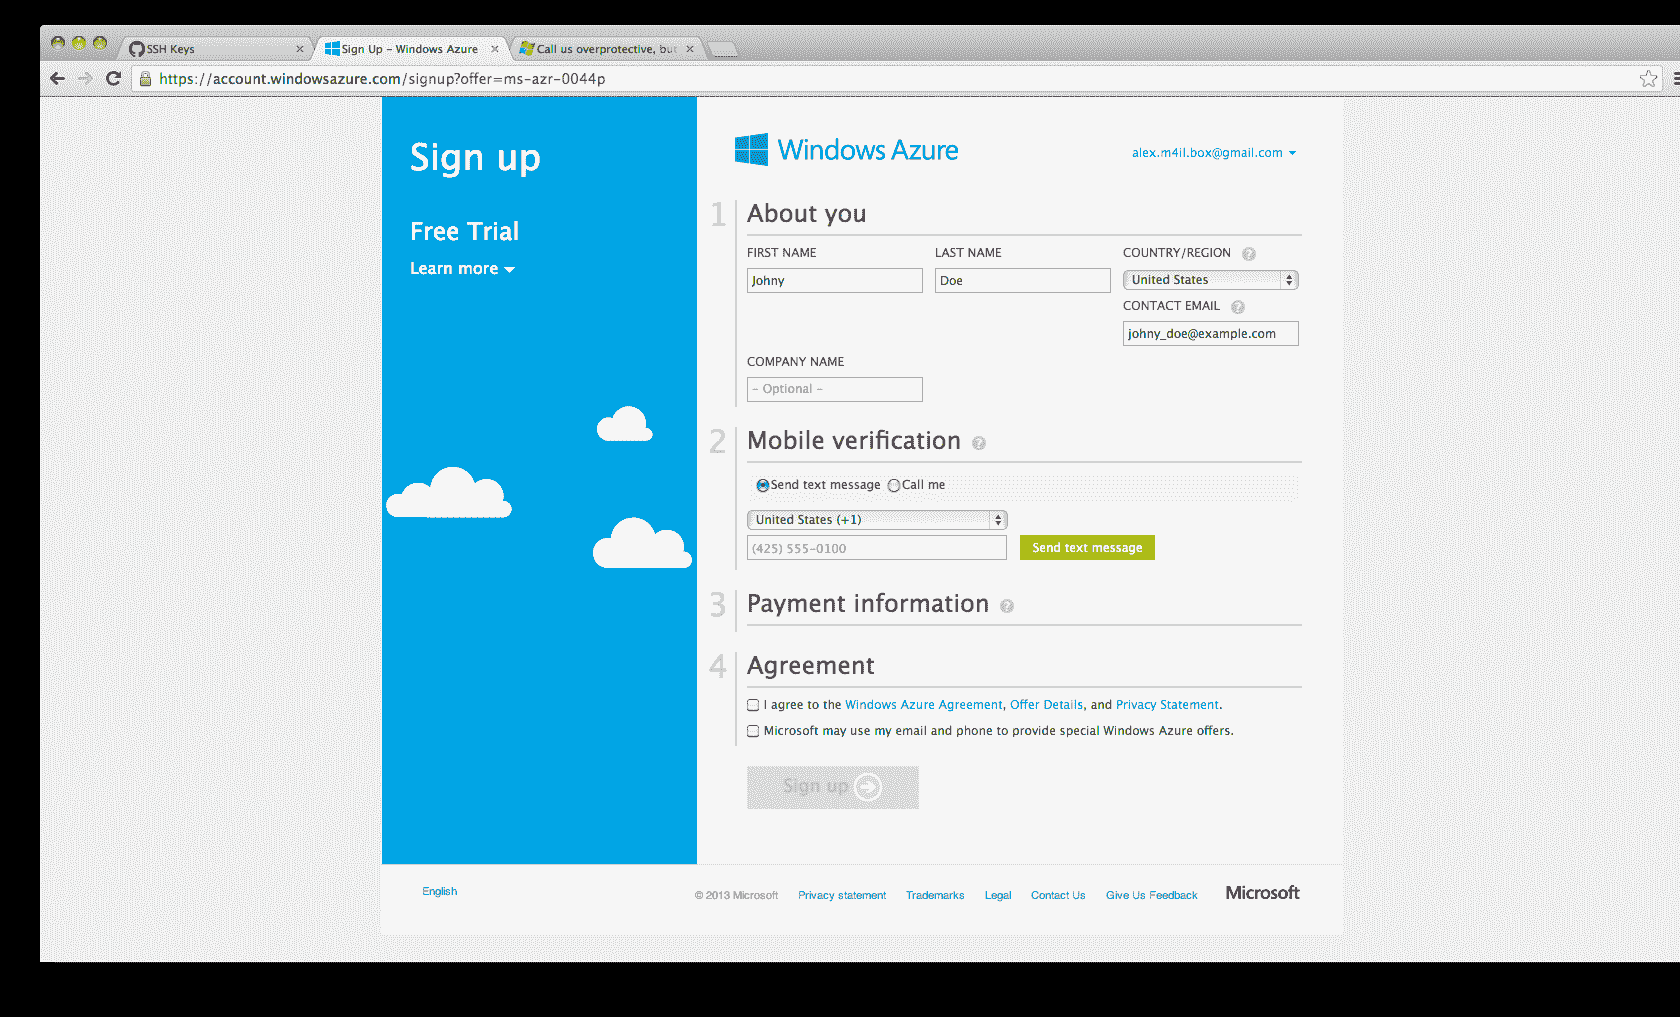 SSH Keys
Sign Up – Windows Azure
Call us overprotective, but
https://account.windowsazure.com/signup?offer=ms-azr-0044p
Sign up
Free Trial
Learn more
Windows Azure
alex.m4il.box@gmail.com
1 About you
FIRST NAME LAST NAME COUNTRY/REGION ?
Johny Doe United States
CONTACT EMAIL ?
johny_doe@example.com
COMPANY NAME
– Optional –
2 Mobile verification ?
Send text message Call me
United States (+1)
(425) 555–0100 Send text message
3 Payment information ?
4 Agreement
I agree to the Windows Azure Agreement, Offer Details, and Privacy Statement.
Microsoft may use my email and phone to provide special Windows Azure offers.
Sign up
English © 2013 Microsoft Privacy statement Trademarks Legal Contact Us Give Us Feedback Microsoft